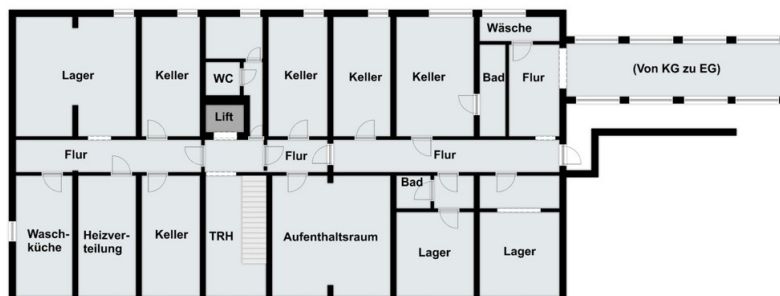 Wäsche
Lager
Keller
WC
Keller
Keller
Keller
Bad
Flur
(Von KG zu EG)
Lift
Flur
Flur
Flur
Wasch-
küche
Heizver-
teilung
Keller
TRH
Aufenthaltsraum
Bad
Lager
Lager